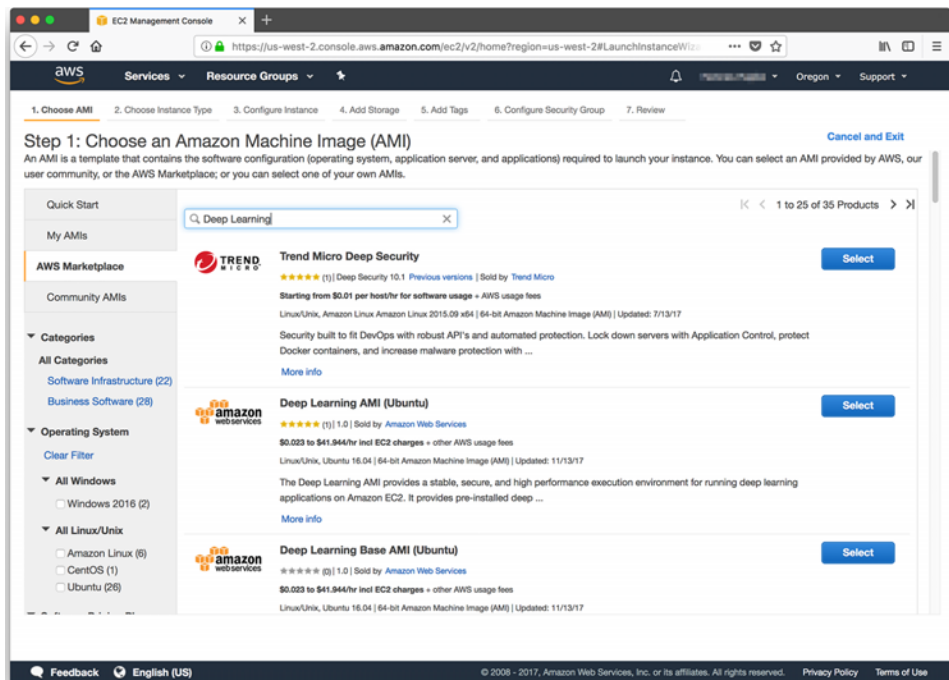 EC2 Management Console
https://us-west-2.console.aws.amazon.com/ec2/v2/home?region=us-west-2#LaunchInstanceWiz
aws Services Resource Groups Oregon Support
1. Choose AMI 2. Choose Instance Type 3. Configure Instance 4. Add Storage 5. Add Tags 6. Configure Security Group 7. Review
Step 1: Choose an Amazon Machine Image (AMI)
Cancel and Exit
An AMI is a template that contains the software configuration (operating system, application server, and applications) required to launch your instance. You can select an AMI provided by AWS, our
user community, or the AWS Marketplace; or you can select one of your own AMIs.
Quick Start
My AMIs
AWS Marketplace
Community AMIs
Categories
All Categories
Software Infrastructure (22)
Business Software (28)
Operating System
Clear Filter
All Windows
Windows 2016 (2)
All Linux/Unix
Amazon Linux (6)
CentOS (1)
Ubuntu (26)
Deep Learning
1 to 25 of 35 Products
TREND
MICRO
Trend Micro Deep Security
Select
(1) | Deep Security 10.1 Previous versions | Sold by Trend Micro
Starting from $0.01 per host/hr for software usage + AWS usage fees
Linux/Unix, Amazon Linux Amazon Linux 2015.09 x64 | 64-bit Amazon Machine Image (AMI) | Updated: 7/13/17
Security built to fit DevOps with robust API's and automated protection. Lock down servers with Application Control, protect
Docker containers, and increase malware protection with ...
More info
amazon
webservices
Deep Learning AMI (Ubuntu)
Select
(1) | 1.0 | Sold by Amazon Web Services
$0.023 to $41.944/hr incl EC2 charges + other AWS usage fees
Linux/Unix, Ubuntu 16.04 | 64-bit Amazon Machine Image (AMI) | Updated: 11/13/17
The Deep Learning AMI provides a stable, secure, and high performance execution environment for running deep learning
applications on Amazon EC2. It provides pre-installed deep ...
More info
amazon
webservices
Deep Learning Base AMI (Ubuntu)
Select
(0) | 1.0 | Sold by Amazon Web Services
$0.023 to $41.944/hr incl EC2 charges + other AWS usage fees
Linux/Unix, Ubuntu 16.04 | 64-bit Amazon Machine Image (AMI) | Updated: 11/13/17
Feedback English (US) © 2008 - 2017, Amazon Web Services, Inc. or its affiliates. All rights reserved. Privacy Policy Terms of Use